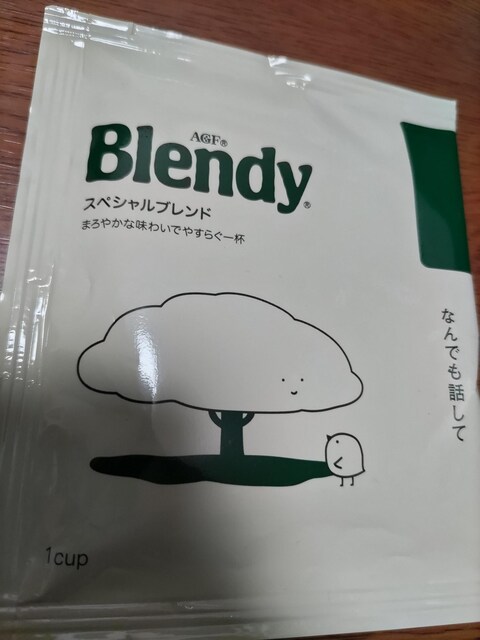 AGF®
Blendy®
スペシャルブレンド
まろやかな味わいでやすらぐ一杯
なんでも話して
1cup